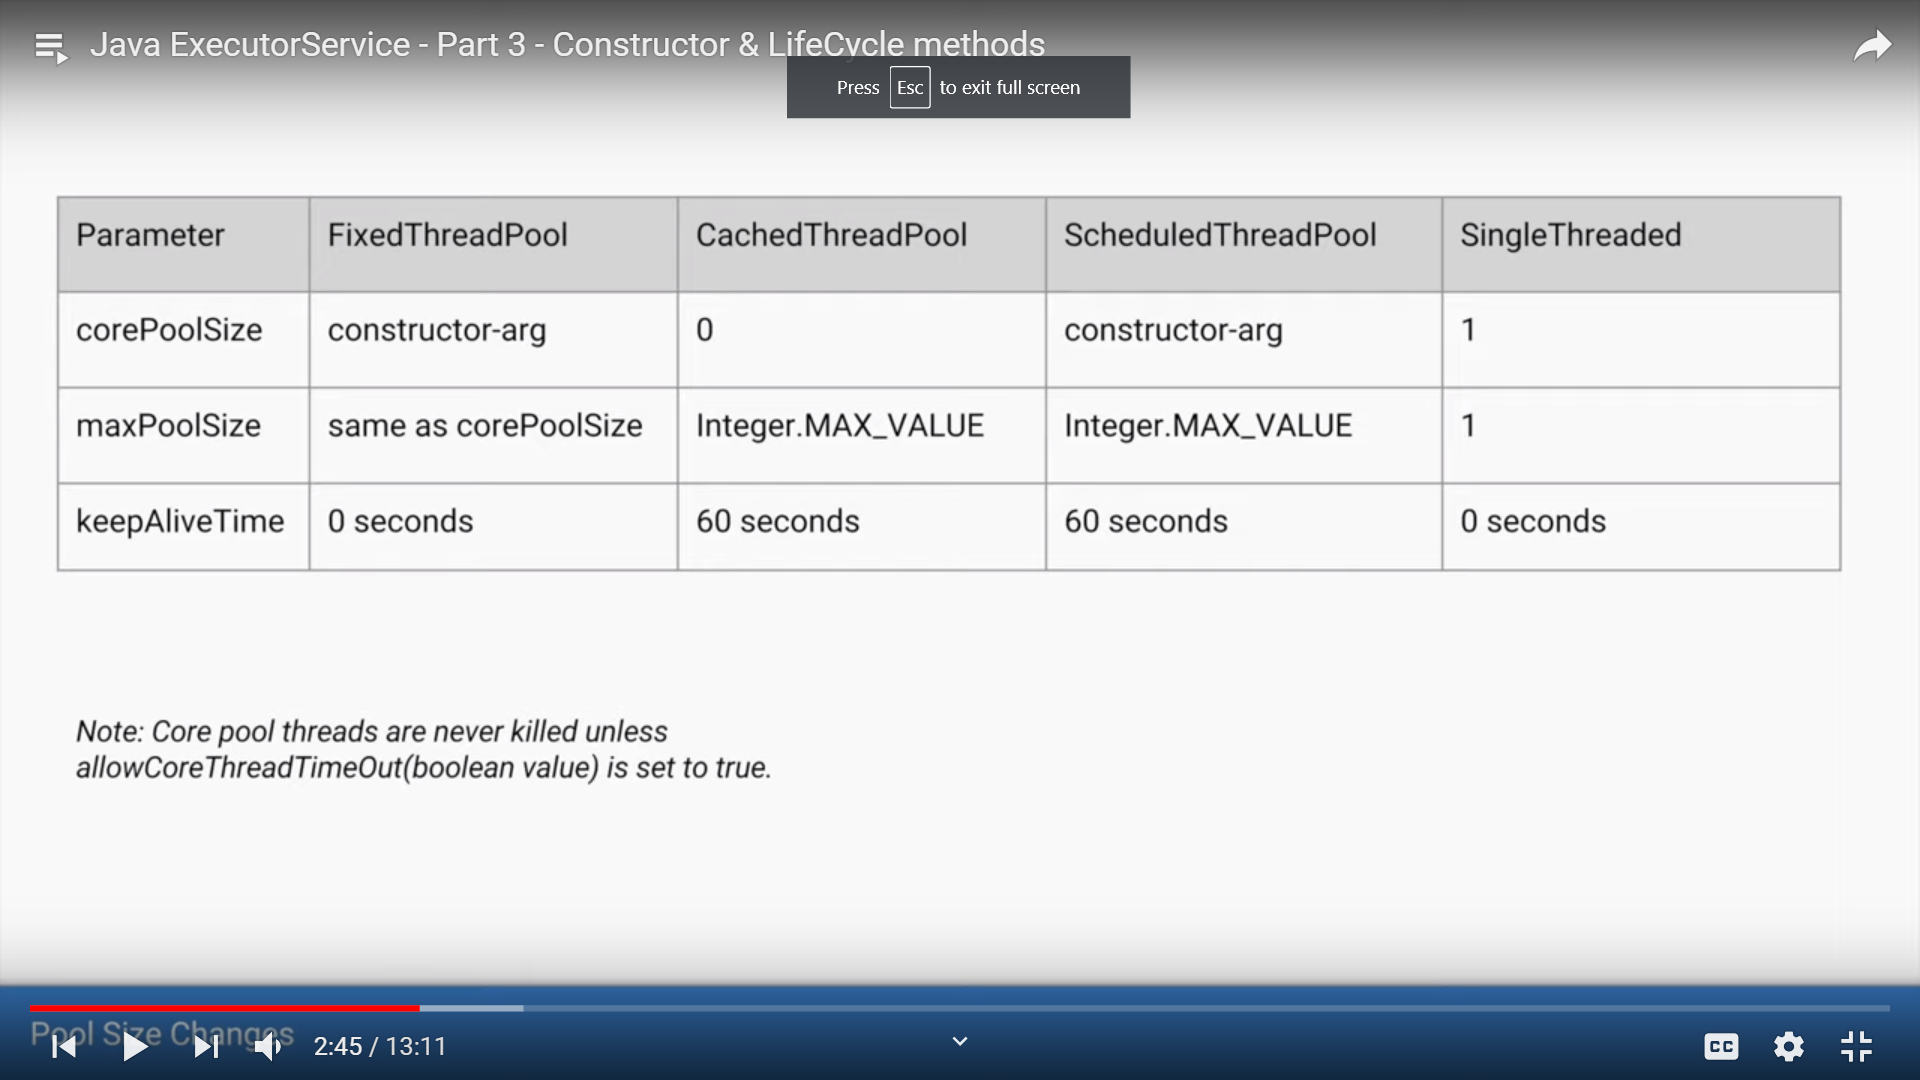 Java ExecutorService - Part 3 - Constructor & LifeCycle methods
Press Esc to exit full screen
Parameter FixedThreadPool CachedThreadPool ScheduledThreadPool SingleThreaded
corePoolSize constructor-arg 0 constructor-arg 1
maxPoolSize same as corePoolSize Integer.MAX_VALUE Integer.MAX_VALUE 1
keepAliveTime 0 seconds 60 seconds 60 seconds 0 seconds
Note: Core pool threads are never killed unless
allowCoreThreadTimeOut(boolean value) is set to true.
Pool Size Changes
2:45 / 13:11
CC